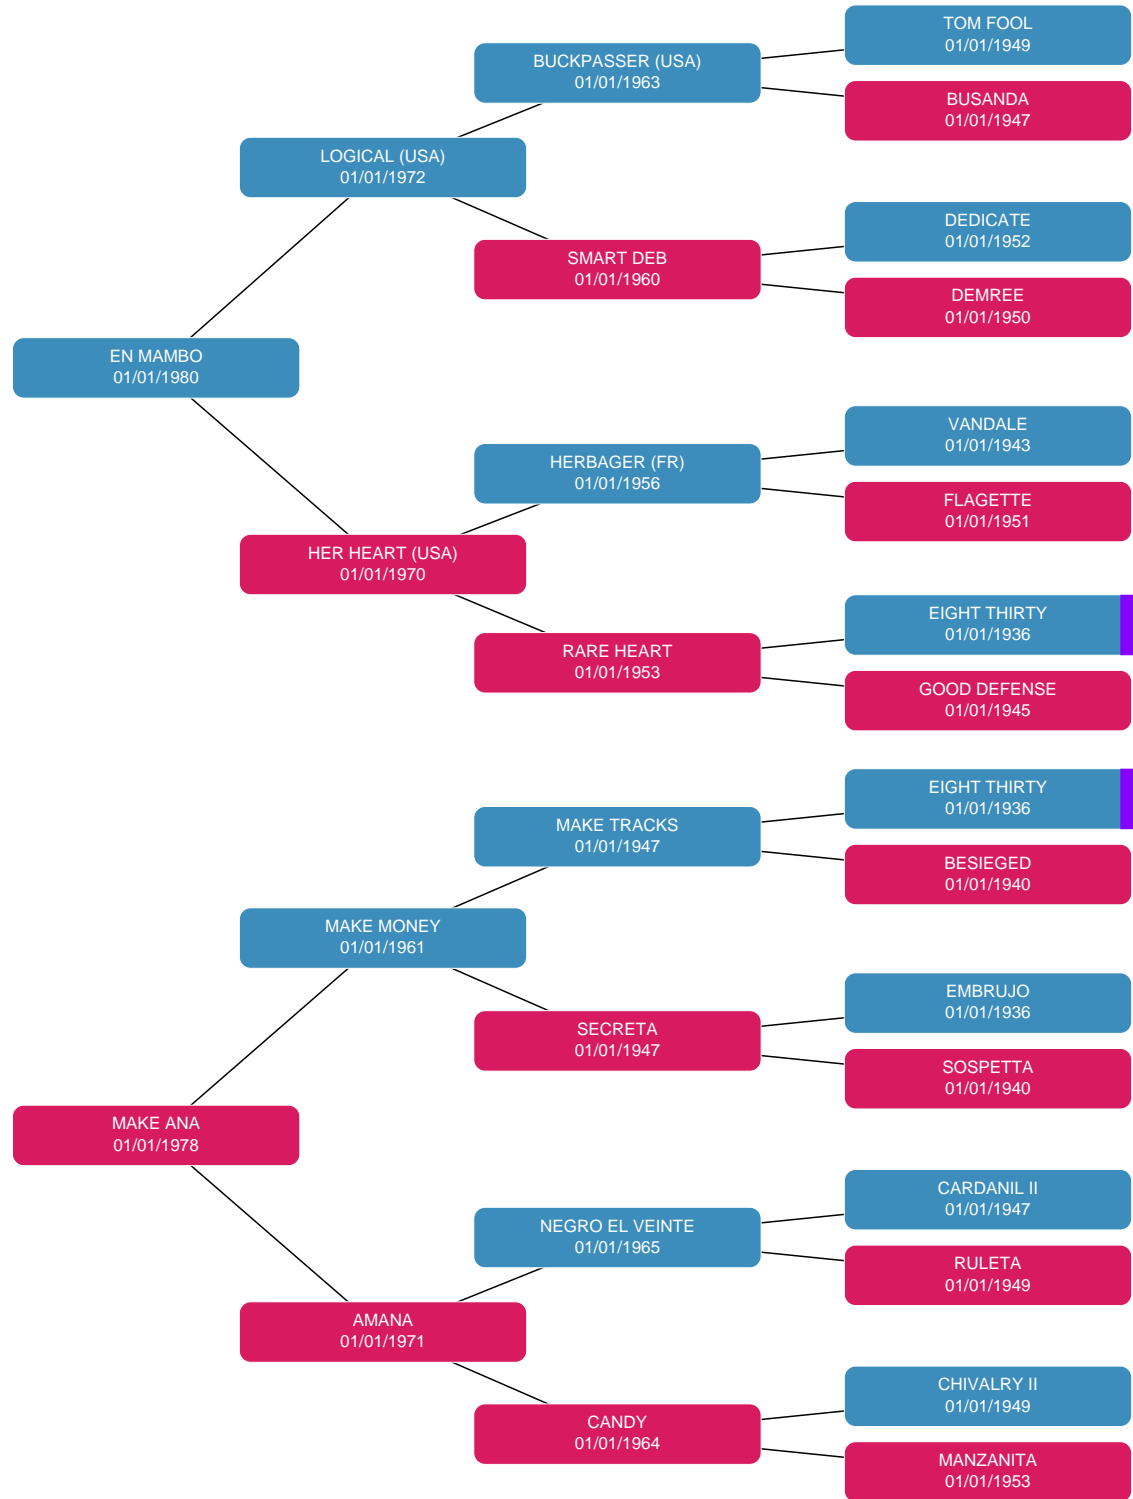 TOM FOOL
01/01/1949
BUCKPASSER (USA)
01/01/1963
BUSANDA
01/01/1947
LOGICAL (USA)
01/01/1972
DEDICATE
01/01/1952
SMART DEB
01/01/1960
DEMREE
01/01/1950
EN MAMBO
01/01/1980
VANDALE
01/01/1943
HERBAGER (FR)
01/01/1956
FLAGETTE
01/01/1951
HER HEART (USA)
01/01/1970
EIGHT THIRTY
01/01/1936
RARE HEART
01/01/1953
GOOD DEFENSE
01/01/1945
EIGHT THIRTY
01/01/1936
MAKE TRACKS
01/01/1947
BESIEGED
01/01/1940
MAKE MONEY
01/01/1961
EMBRUJO
01/01/1936
SECRETA
01/01/1947
SOSPETTA
01/01/1940
MAKE ANA
01/01/1978
CARDANIL II
01/01/1947
NEGRO EL VEINTE
01/01/1965
RULETA
01/01/1949
AMANA
01/01/1971
CHIVALRY II
01/01/1949
CANDY
01/01/1964
MANZANITA
01/01/1953